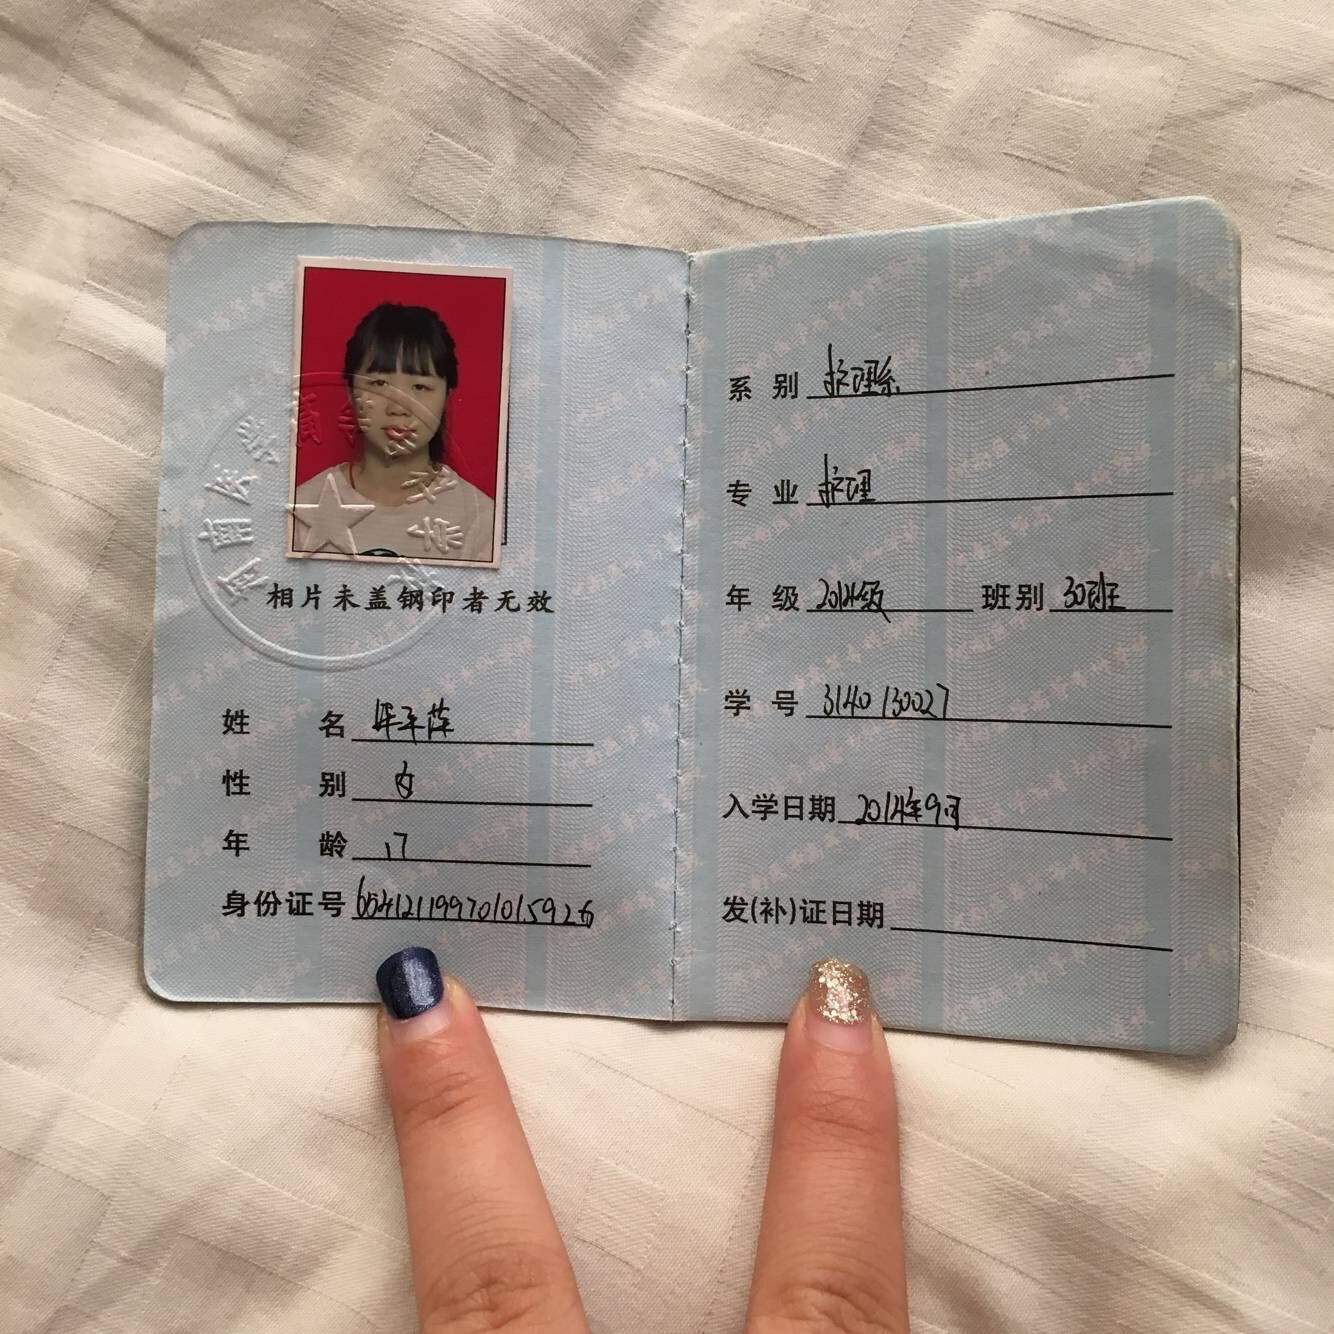 相片未盖钢印者无效
姓名
性别 女
年龄 17
身份证号 654121199701015926
系别 护理系
专业 护理
年级 2014级 班别 30班
学号 3140130027
入学日期 2014年9月
发(补)证日期